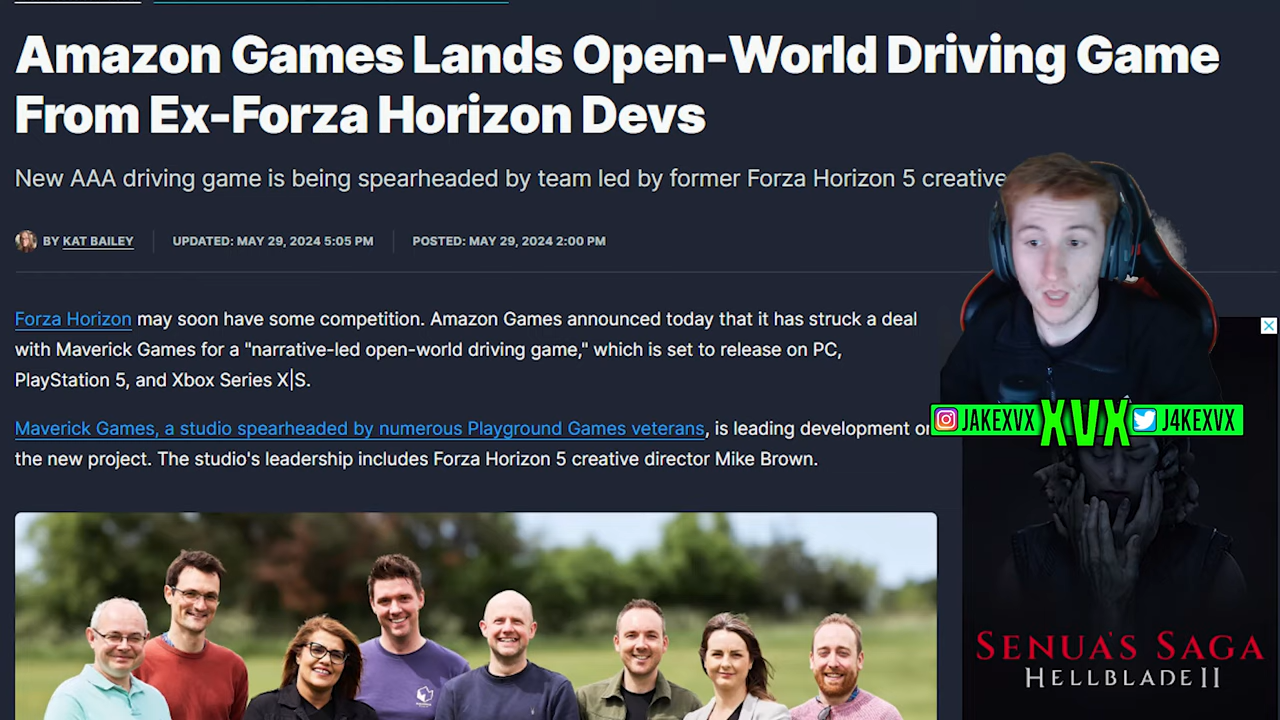 Amazon Games Lands Open-World Driving Game
From Ex-Forza Horizon Devs
New AAA driving game is being spearheaded by team led by former Forza Horizon 5 creative
BY KAT BAILEY UPDATED: MAY 29, 2024 5:05 PM POSTED: MAY 29, 2024 2:00 PM
Forza Horizon may soon have some competition. Amazon Games announced today that it has struck a deal
with Maverick Games for a "narrative-led open-world driving game," which is set to release on PC,
PlayStation 5, and Xbox Series X|S.
Maverick Games, a studio spearheaded by numerous Playground Games veterans, is leading development on
the new project. The studio's leadership includes Forza Horizon 5 creative director Mike Brown.
JAKEXVX XVX J4KEXVX
SENUA'S SAGA
HELLBLADE II